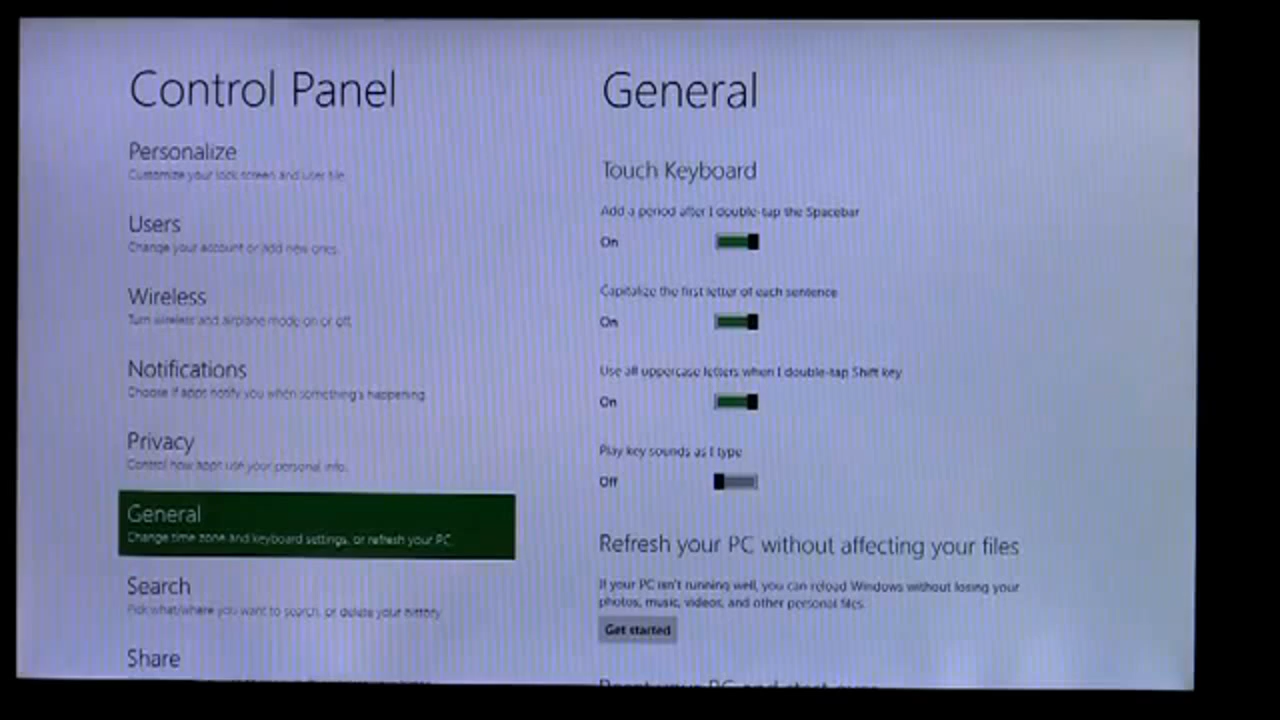 Control Panel
Personalize
Customize your lock screen and user tile.
Users
Change your account or add new ones.
Wireless
Turn wireless and airplane mode on or off.
Notifications
Choose if apps notify you when something's happening.
Privacy
Control how apps use your personal info.
General
Change time zone and keyboard settings, or refresh your PC.
Search
Pick what/where you want to search, or delete your history.
Share
General
Touch Keyboard
Add a period after I double-tap the Spacebar
On
Capitalize the first letter of each sentence
On
Use all uppercase letters when I double-tap Shift key
On
Play key sounds as I type
Off
Refresh your PC without affecting your files
If your PC isn't running well, you can reload Windows without losing your
photos, music, videos, and other personal files.
Get started
Reset your PC and start over